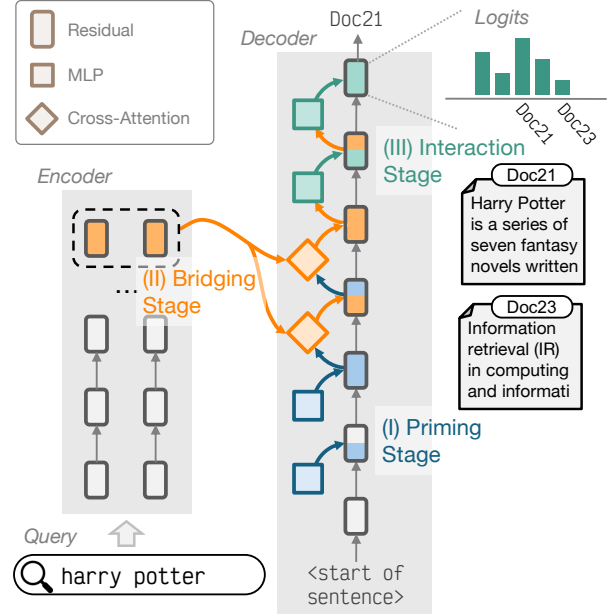 Residual
MLP
Cross-Attention
Encoder
...
(II) Bridging
Stage
Query
harry potter
Decoder
Doc21
(III) Interaction
Stage
(I) Priming
Stage
<start of
sentence>
Logits
Doc21
Doc23
Doc21
Harry Potter
is a series of
seven fantasy
novels written
Doc23
Information
retrieval (IR)
in computing
and informati